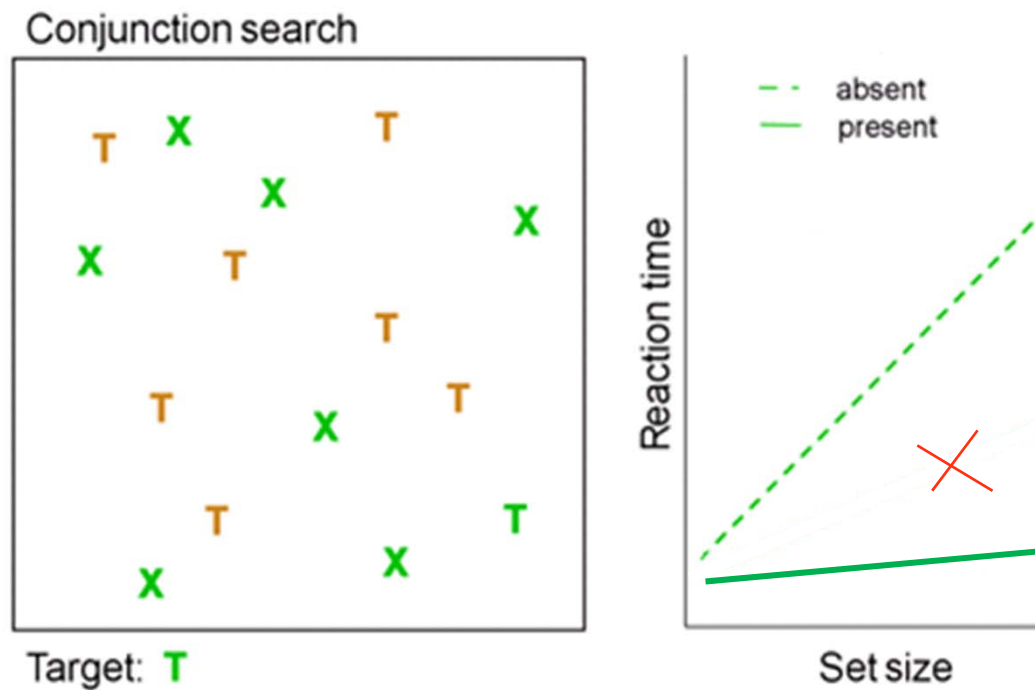 Conjunction search
T X T
X
X
X
T
T
T
T
X
T
T
X
X
Target: T
absent
present
Reaction time
Set size